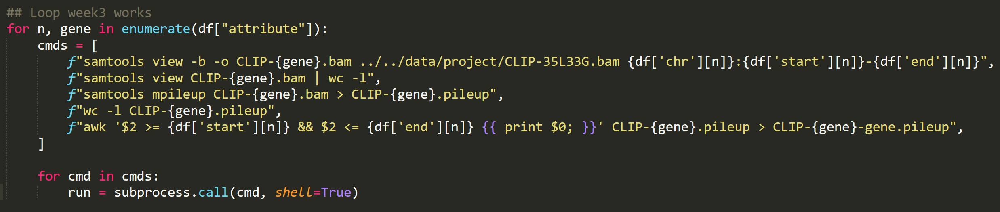 ## Loop week3 works
for n, gene in enumerate(df["attribute"]):
    cmds = [
        f"samtools view -b -o CLIP-{gene}.bam ../../data/project/CLIP-35L33G.bam {df['chr'][n]}:{df['start'][n]}-{df['end'][n]}",
        f"samtools view CLIP-{gene}.bam | wc -l",
        f"samtools mpileup CLIP-{gene}.bam > CLIP-{gene}.pileup",
        f"wc -l CLIP-{gene}.pileup",
        f"awk '$2 >= {df['start'][n]} && $2 <= {df['end'][n]} {{ print $0; }}' CLIP-{gene}.pileup > CLIP-{gene}-gene.pileup",
    ]
    for cmd in cmds:
        run = subprocess.call(cmd, shell=True)